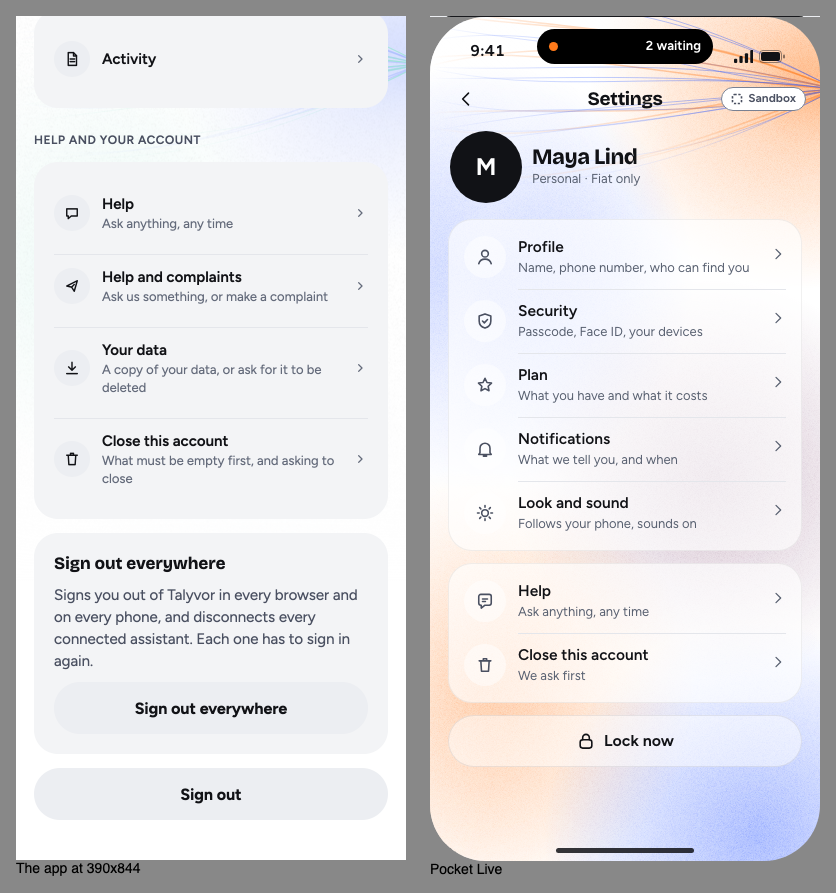 Activity
HELP AND YOUR ACCOUNT
Help
Ask anything, any time
Help and complaints
Ask us something, or make a complaint
Your data
A copy of your data, or ask for it to be
deleted
Close this account
What must be empty first, and asking to
close
Sign out everywhere
Signs you out of Talyvor in every browser and
on every phone, and disconnects every
connected assistant. Each one has to sign in
again.
Sign out everywhere
Sign out
The app at 390x844
9:41
2 waiting
Settings
Sandbox
M
Maya Lind
Personal · Fiat only
Profile
Name, phone number, who can find you
Security
Passcode, Face ID, your devices
Plan
What you have and what it costs
Notifications
What we tell you, and when
Look and sound
Follows your phone, sounds on
Help
Ask anything, any time
Close this account
We ask first
Lock now
Pocket Live